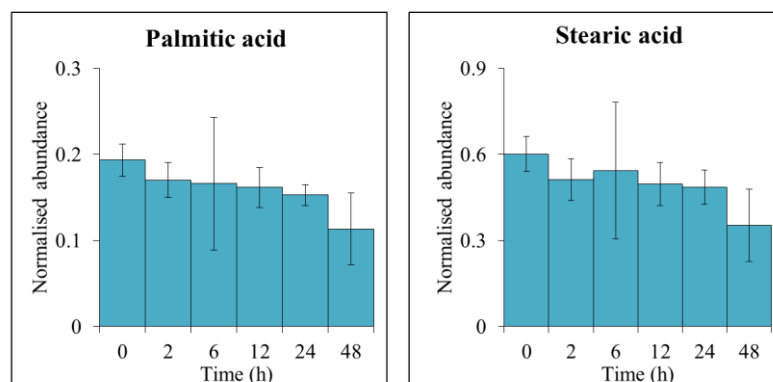 Palmitic acid
Normalised abundance
0.3
0.2
0.1
0
0 2 6 12 24 48
Time (h)
Stearic acid
Normalised abundance
0.9
0.6
0.3
0
0 2 6 12 24 48
Time (h)